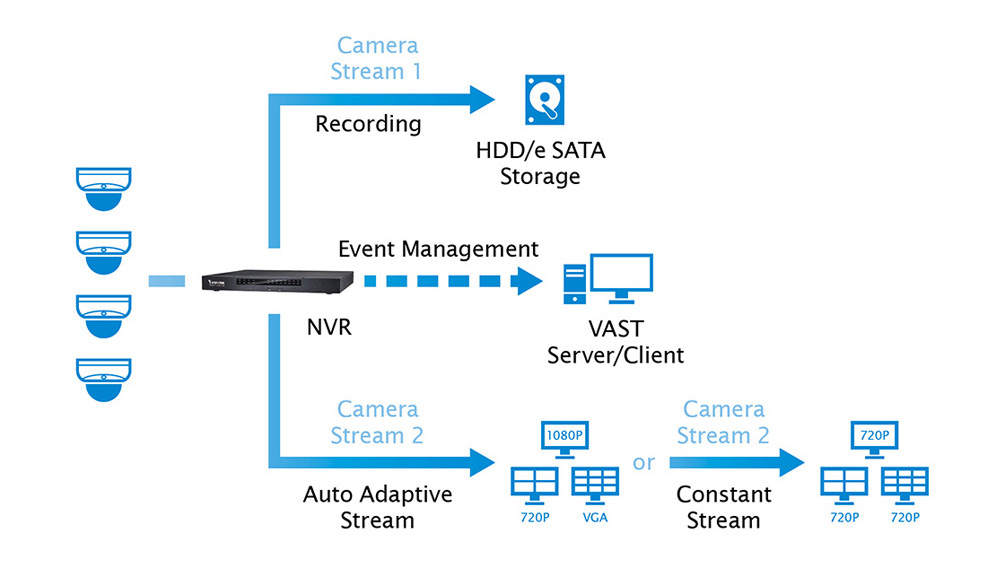 Camera
Stream 1
Recording
HDD/e SATA
Storage
Event Management
NVR
VAST
Server/Client
Camera
Stream 2
Auto Adaptive
Stream
1080P
720P
VGA
or
Camera
Stream 2
Constant
Stream
720P
720P
720P